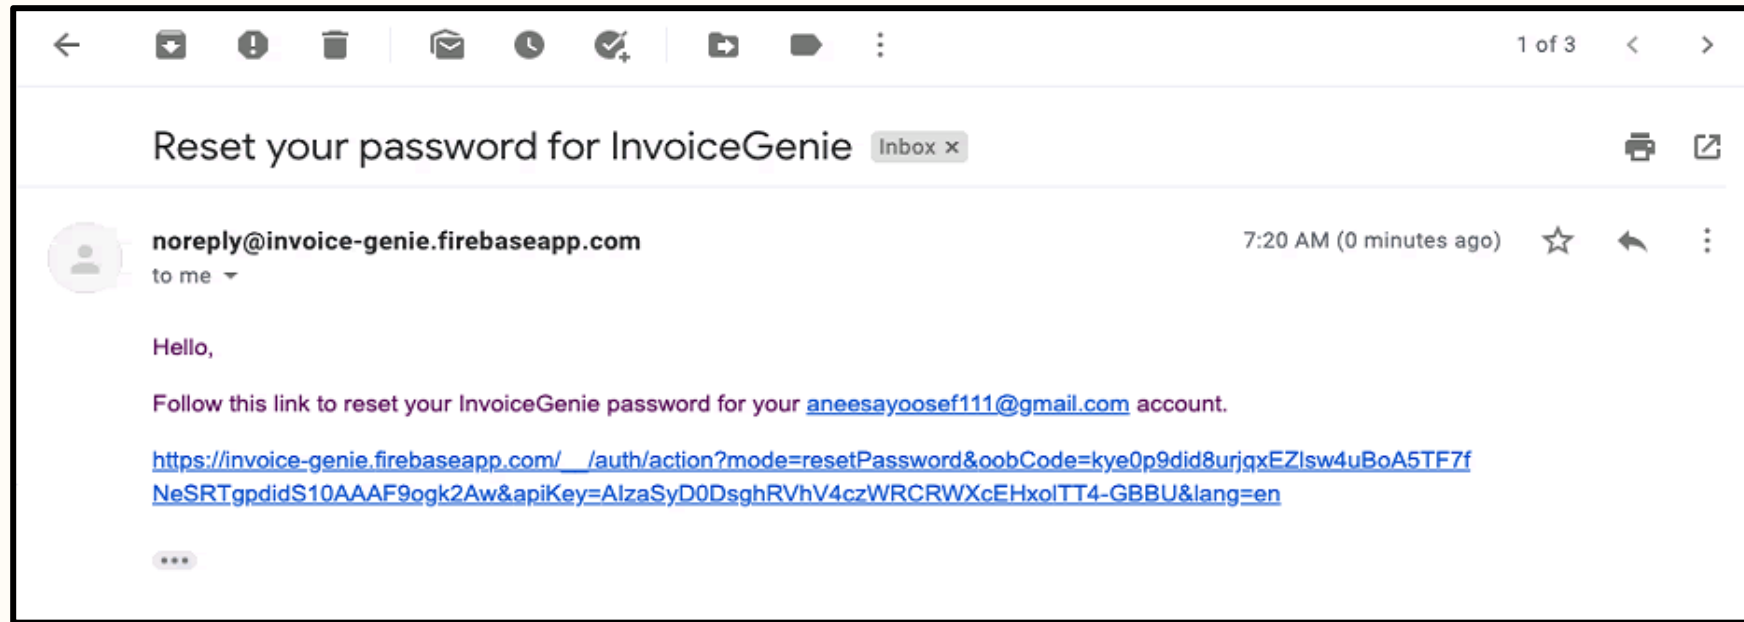 1 of 3
Reset your password for InvoiceGenie Inbox ×
noreply@invoice-genie.firebaseapp.com 7:20 AM (0 minutes ago)
to me
Hello,
Follow this link to reset your InvoiceGenie password for your aneesayoosef111@gmail.com account.
https://invoice-genie.firebaseapp.com/__/auth/action?mode=resetPassword&oobCode=kye0p9did8urjqxEZlsw4uBoA5TF7f
NeSRTgpdidS10AAAF9ogk2Aw&apiKey=AIzaSyD0DsghRVhV4czWRCRWXcEHxolTT4-GBBU&lang=en